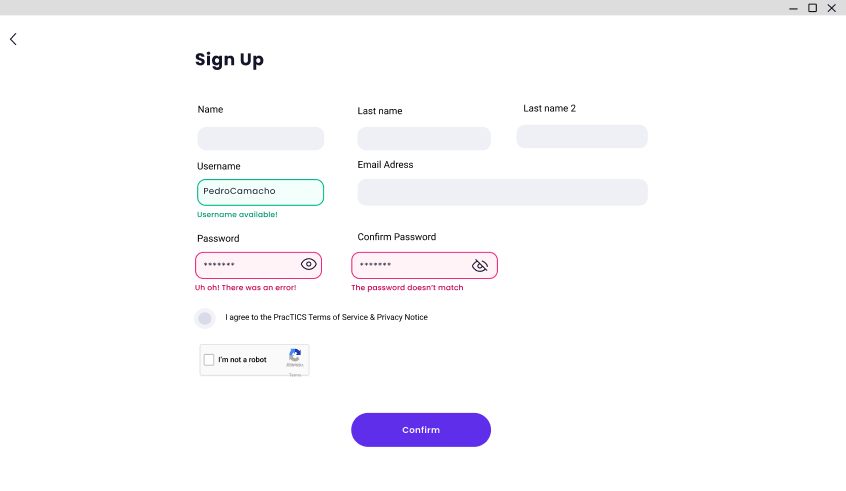 Sign Up
Name
Last name
Last name 2
Username
Email Adress
PedroCamacho
Username available!
Password
Confirm Password
*******
*******
Uh oh! There was an error!
The password doesn't match
I agree to the PracTICS Terms of Service & Privacy Notice
I'm not a robot
Confirm